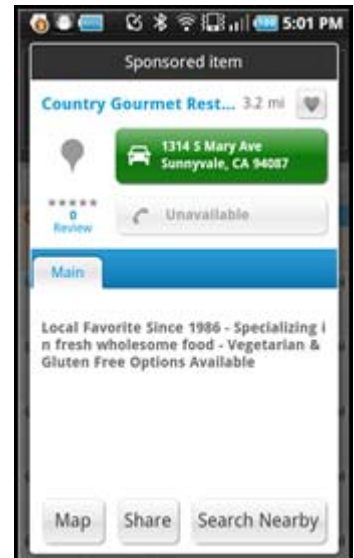 5:01 PM
Sponsored item
Country Gourmet Rest... 3.2 mi
1314 S Mary Ave
Sunnyvale, CA 94087
0
Review
Unavailable
Main
Local Favorite Since 1986 - Specializing i
n fresh wholesome food - Vegetarian &
Gluten Free Options Available
Map Share Search Nearby